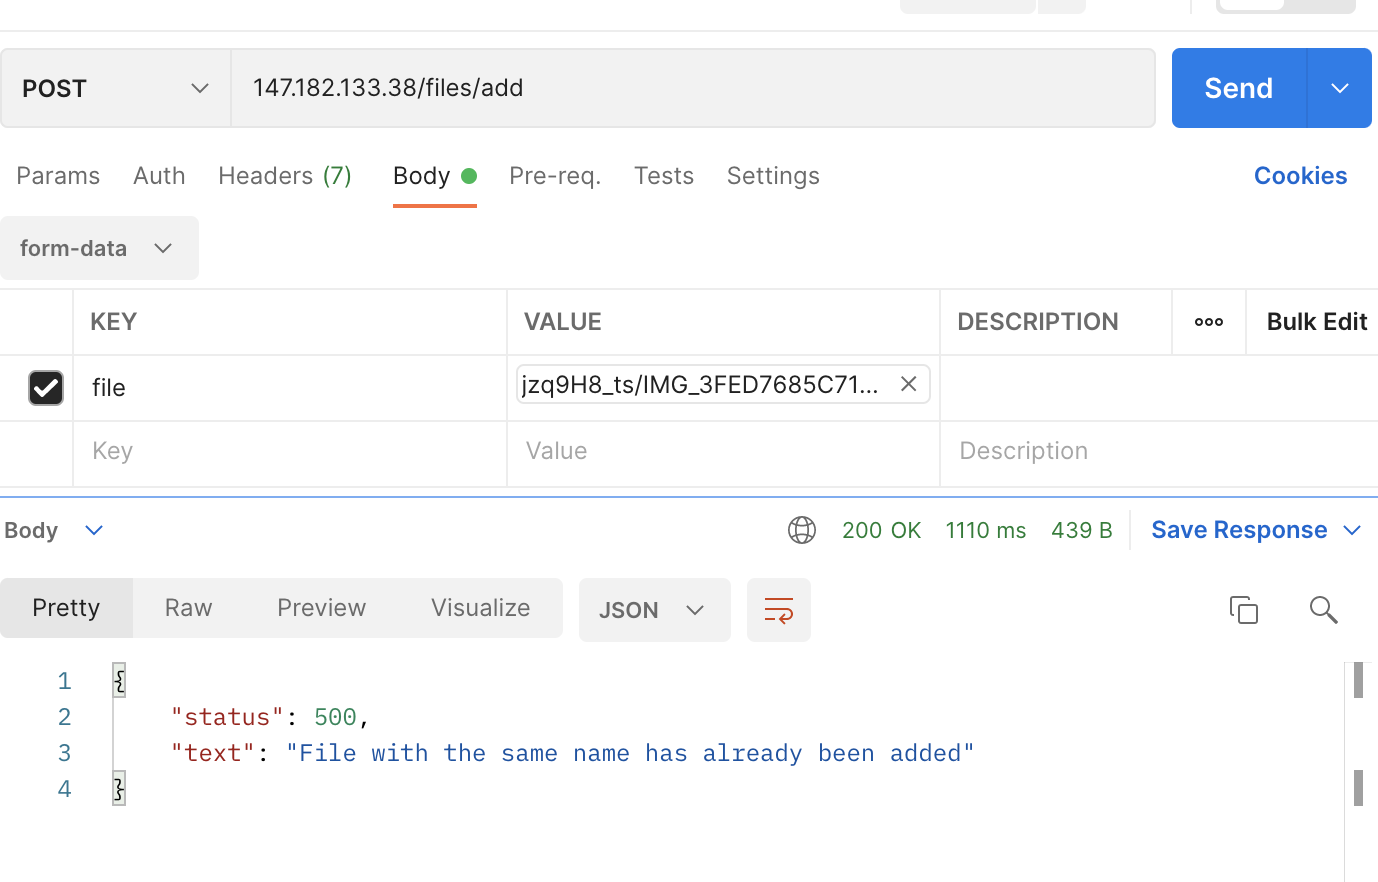 POST 147.182.133.38/files/add Send
Params Auth Headers (7) Body Pre-req. Tests Settings Cookies
form-data
KEY VALUE DESCRIPTION ooo Bulk Edit
file jzq9H8_ts/IMG_3FED7685C71...
Key Value Description
Body 200 OK 1110 ms 439 B Save Response
Pretty Raw Preview Visualize JSON
1 {
2 "status": 500,
3 "text": "File with the same name has already been added"
4 }